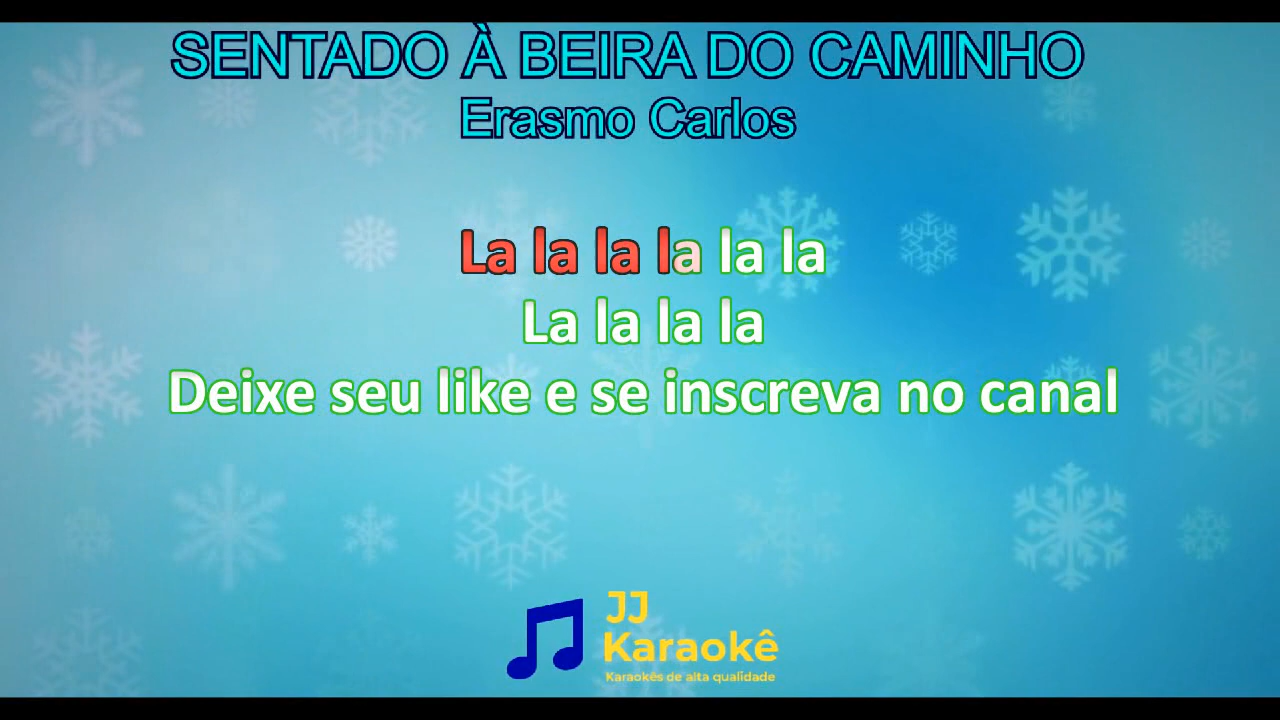 SENTADO À BEIRA DO CAMINHO
Erasmo Carlos
La la la la la la
La la la la
Deixe seu like e se inscreva no canal
JJ
Karaokê
Karaokês de alta qualidade